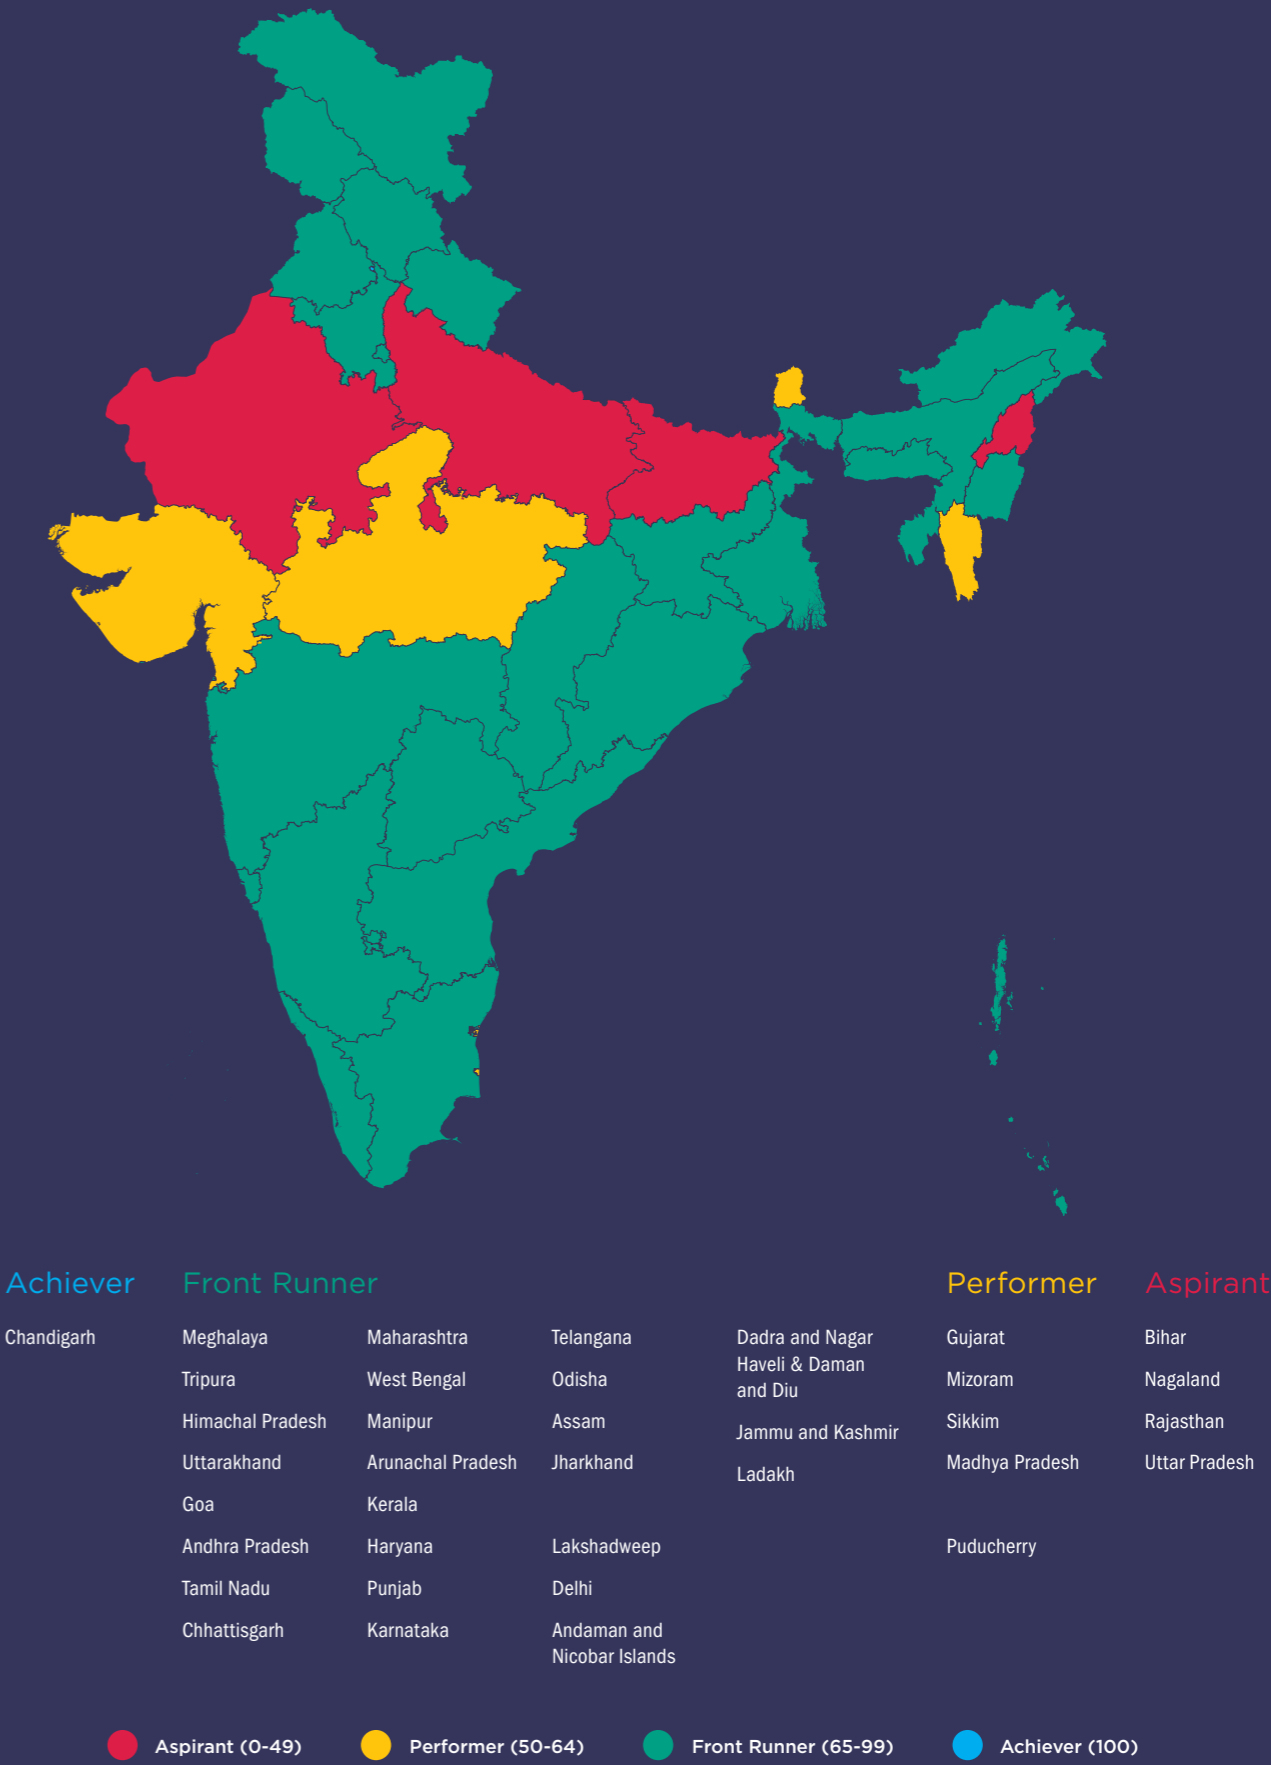 Achiever
Chandigarh
Front Runner
Meghalaya
Tripura
Himachal Pradesh
Uttarakhand
Goa
Andhra Pradesh
Tamil Nadu
Chhattisgarh
Maharashtra
West Bengal
Manipur
Arunachal Pradesh
Kerala
Haryana
Punjab
Karnataka
Telangana
Odisha
Assam
Jharkhand
Lakshadweep
Delhi
Andaman and
Nicobar Islands
Dadra and Nagar
Haveli & Daman
and Diu
Jammu and Kashmir
Ladakh
Performer
Gujarat
Mizoram
Sikkim
Madhya Pradesh
Puducherry
Aspirant
Bihar
Nagaland
Rajasthan
Uttar Pradesh
Aspirant (0-49)
Performer (50-64)
Front Runner (65-99)
Achiever (100)